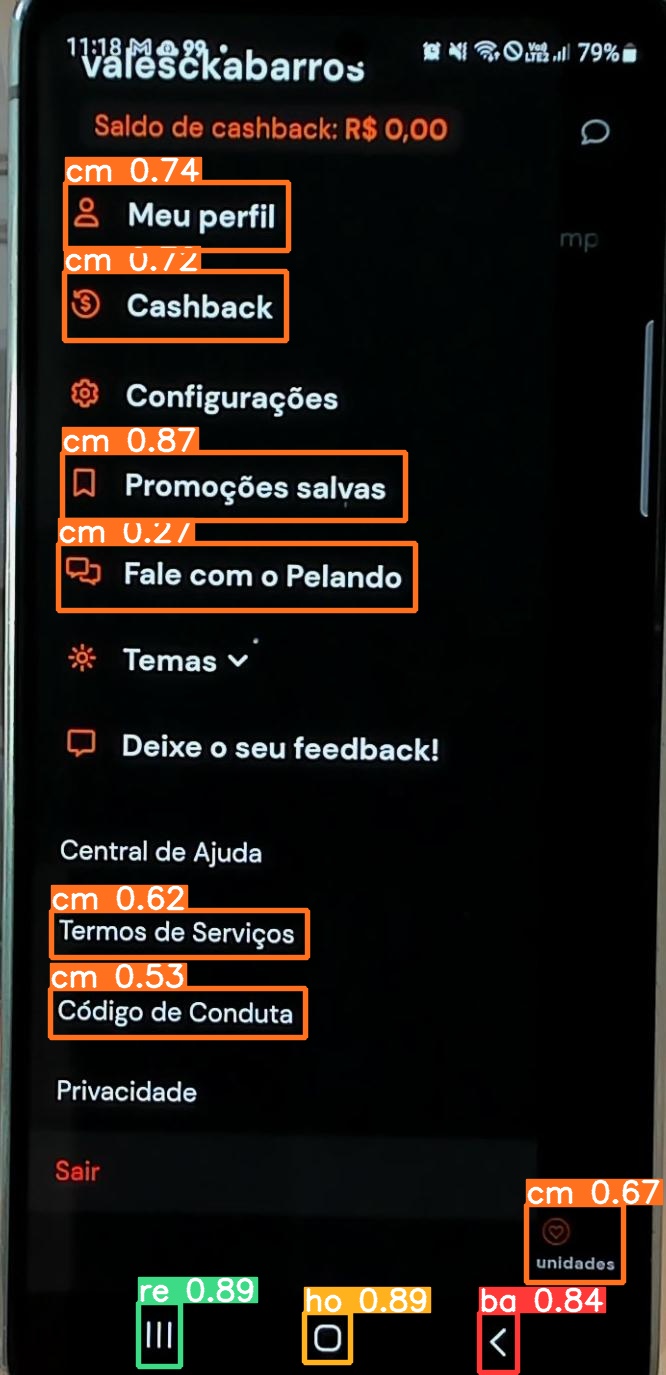 11:18 99
valesckabarros
79%
Saldo de cashback: R$ 0,00
cm 0.74
Meu perfil
mp
cm 0.72
Cashback
Configurações
cm 0.87
Promoções salvas
cm 0.27
Fale com o Pelando
Temas
Deixe o seu feedback!
Central de Ajuda
cm 0.62
Termos de Serviços
cm 0.53
Código de Conduta
Privacidade
Sair
cm 0.67
unidades
re 0.89
ho 0.89
ba 0.84